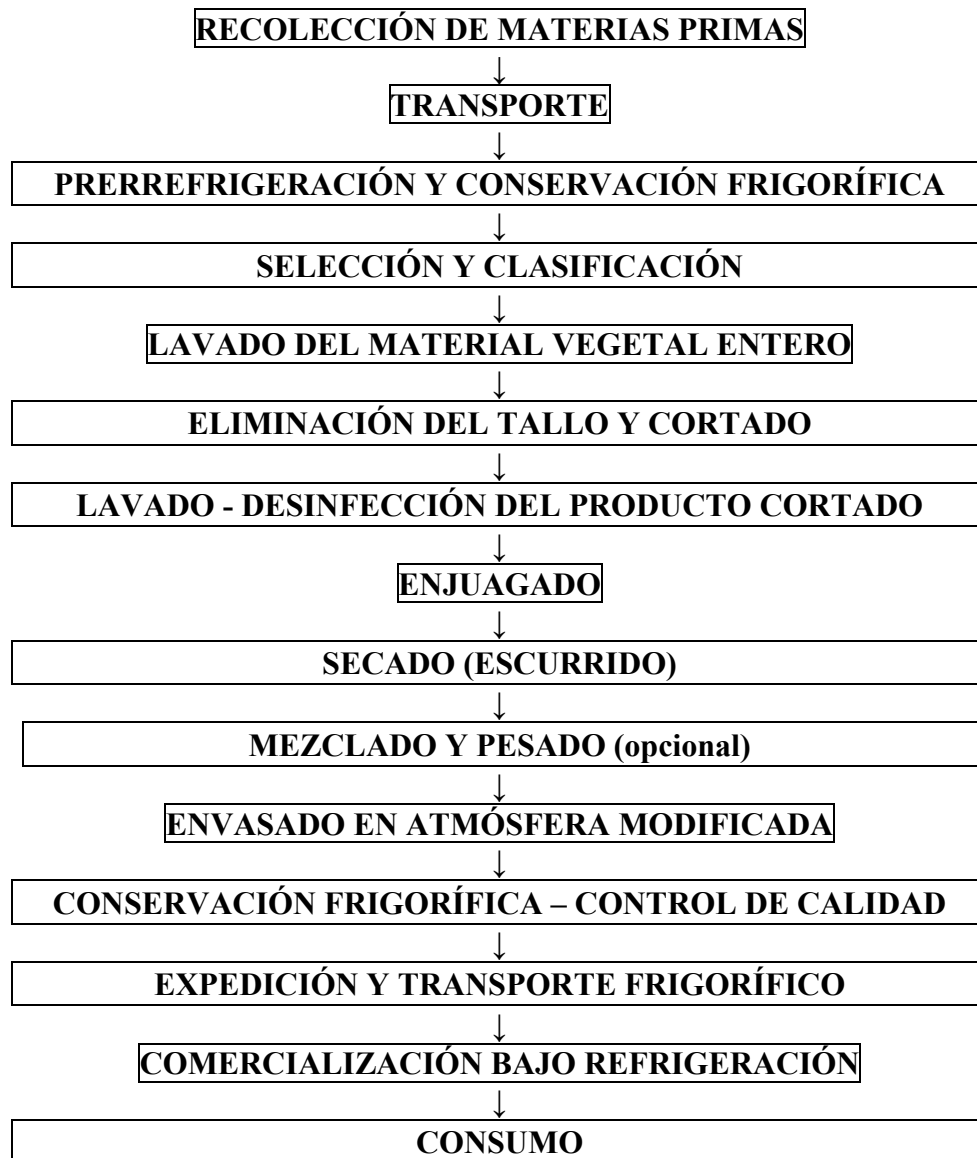 RECOLECCIÓN DE MATERIAS PRIMAS
↓
TRANSPORTE
↓
PRERREFRIGERACIÓN Y CONSERVACIÓN FRIGORÍFICA
↓
SELECCIÓN Y CLASIFICACIÓN
↓
LAVADO DEL MATERIAL VEGETAL ENTERO
↓
ELIMINACIÓN DEL TALLO Y CORTADO
↓
LAVADO - DESINFECCIÓN DEL PRODUCTO CORTADO
↓
ENJUAGADO
↓
SECADO (ESCURRIDO)
↓
MEZCLADO Y PESADO (opcional)
↓
ENVASADO EN ATMÓSFERA MODIFICADA
↓
CONSERVACIÓN FRIGORÍFICA – CONTROL DE CALIDAD
↓
EXPEDICIÓN Y TRANSPORTE FRIGORÍFICO
↓
COMERCIALIZACIÓN BAJO REFRIGERACIÓN
↓
CONSUMO